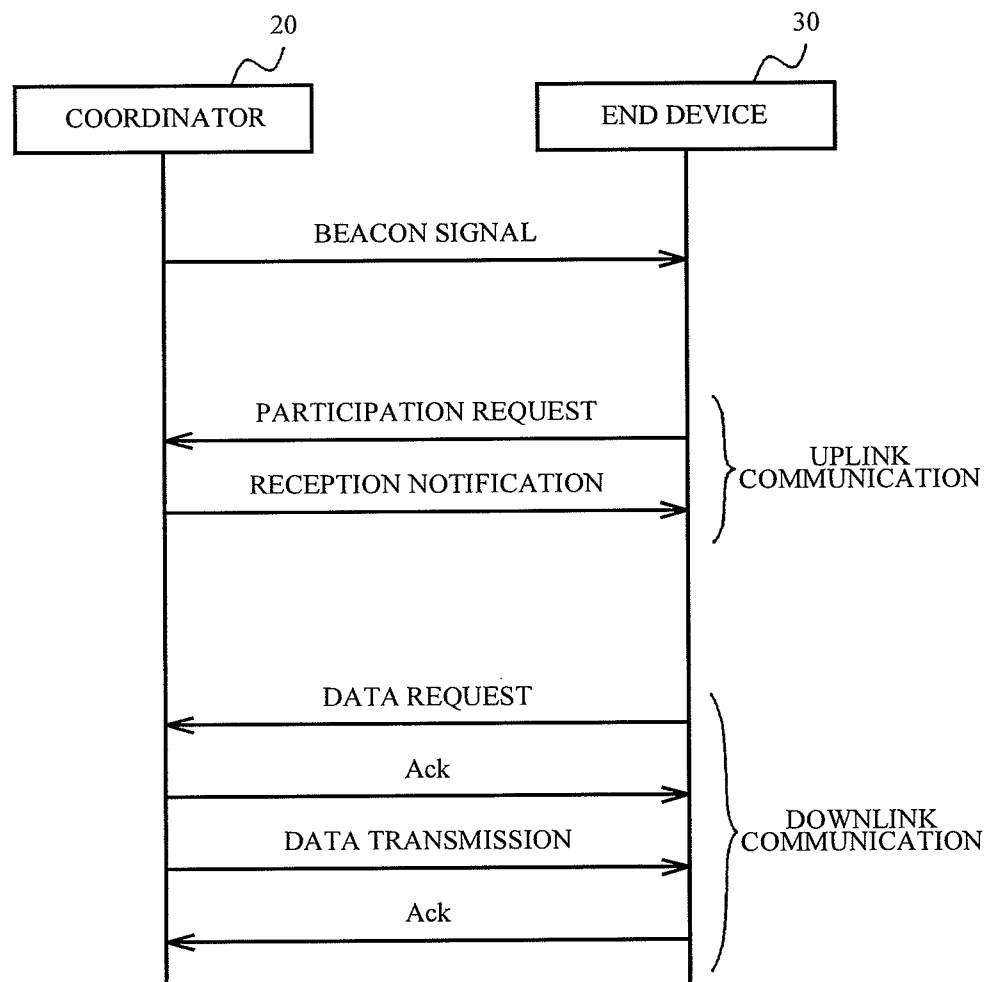 20
30
COORDINATOR
END DEVICE
BEACON SIGNAL
PARTICIPATION REQUEST
RECEPTION NOTIFICATION
UPLINK
COMMUNICATION
DATA REQUEST
Ack
DATA TRANSMISSION
Ack
DOWNLINK
COMMUNICATION